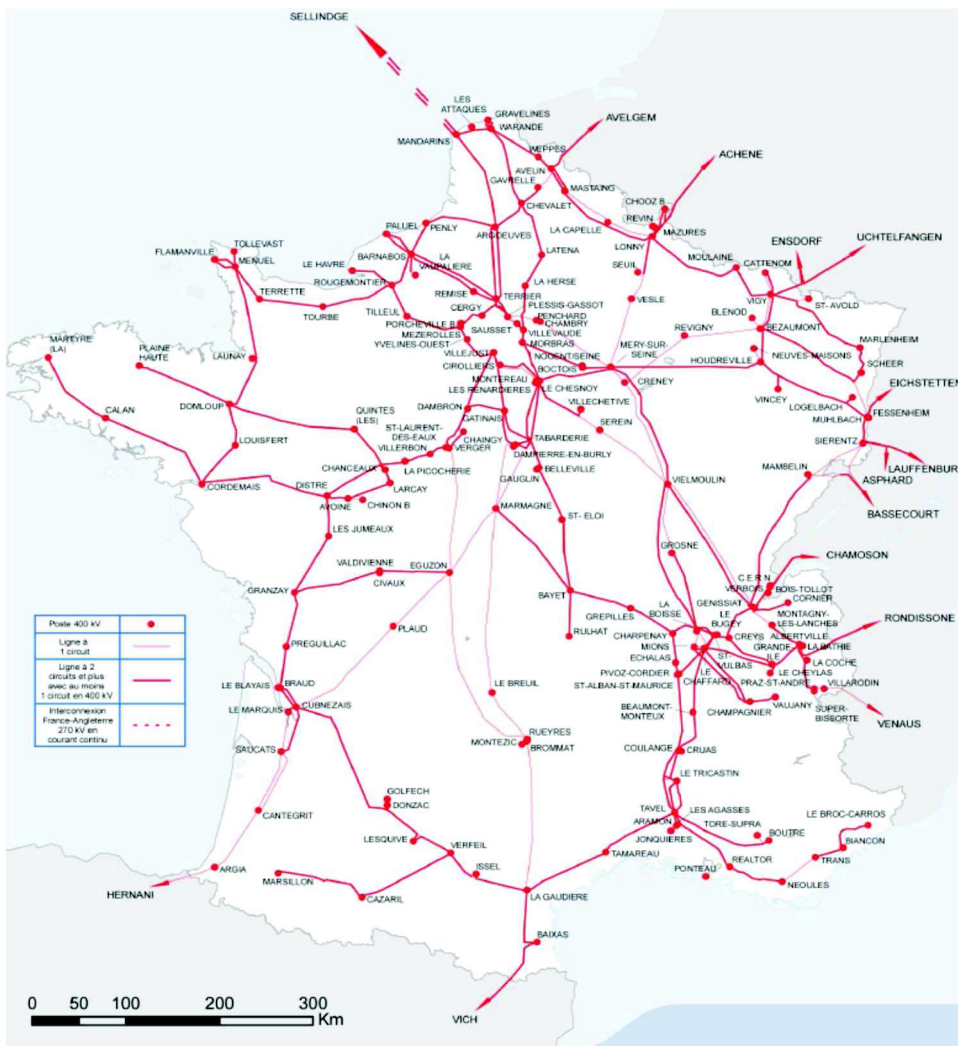 SELLINDGE
LES
ATTAQUES
GRAVELINES
WARANDE
AVELGEM
MANDARINS
WEPPES
ACHENE
AVELIN
GAVRELLE
MASTAING
CHOOZ B
CHEVALET
REVIN
LA CAPELLE
MAZURES
PALUEL
PENLY
ARGOEUVES
LONNY
ENSDORF
UCHTELFANGEN
TOLLEVAST
FLAMANVILLE
MENUEL
BARNABOS
LA
VAUPALIERE
LATENA
SEUIL
MOULAINE
CATTENOM
LE HAVRE
ROUGEMONTIER
REMISE
LA HERSE
TERRETTE
TOURBE
TERRIER
CERGY
PLESSIS-GASSOT
VESLE
VIGY
ST-AVOLD
TILLEUL
PORCHEVILLE B
SAUSSET
PENCHARD
CHAMBRY
BLENOD
MEZEROLLES
VILLEVAUDE
REVIGNY
BEZAUMONT
MARTYRE
(LA)
PLAINE
HAUTE
YVELINES-OUEST
MORBRAS
MERY-SUR-
SEINE
MARLENHEIM
LAUNAY
VILLEJUST
NOGENT/SEINE
HOUDREVILLE
NEUVES-MAISONS
CIROLLIERS
BOCTOIS
SCHEER
MONTEREAU
LES RENARDIERES
LE CHESNOY
CRENEY
EICHSTETTEN
VINCEY
LOGELBACH
DOMLOUP
DAMBRON
GATINAIS
VILLECHETIVE
MUHLBACH
FESSENHEIM
CALAN
QUINTES
(LES)
ST-LAURENT-
DES-EAUX
CHAINGY
SEREIN
LOUISFERT
VILLERBON
VERGER
TABARDERIE
SIERENTZ
DAMPIERRE-EN-BURLY
CHANCEAUX
LA PICOCHERIE
BELLEVILLE
MAMBELIN
LAUFFENBURG
CORDEMAIS
DISTRE
LARCAY
GAUGLIN
VIELMOULIN
ASPHARD
AVOINE
CHINON B
MARMAGNE
BASSECOURT
ST- ELOI
LES JUMEAUX
GROSNE
CHAMOSON
VALDIVIENNE
CIVAUX
EGUZON
C.E.R.N
VERBOIS
BOIS-TOLLOT
GRANZAY
BAYET
LA
BOISSE
GENISSIAT
CORNIER
GREPILLES
LE
BUGEY
MONTAGNY-
LES-LANCHES
RONDISSONE
Poste 400 kV
PLAUD
RULHAT
CHARPENAY
CREYS
ALBERTVILLE
Ligne à
1 circuit
PREGUILLAC
MIONS
GRANDE
ILE
LA BATHIE
ECHALAS
ST-
VULBAS
LA COCHE
Ligne à 2
circuits et plus
avec au moins
1 circuit en 400 kV
PIVOZ-CORDIER
LE
CHAFFARD
LE CHEYLAS
PRAZ-ST-ANDRE
VILLARODIN
LE BLAYAIS
BRAUD
LE BREUIL
ST-ALBAN-ST-MAURICE
LE MARQUIS
CUBNEZAIS
BEAUMONT-
MONTEUX
CHAMPAGNIER
VAUJANY
SUPER-
BISSORTE
VENAUS
Interconnexion
France-Angleterre
270 kV en
courant continu
SAUCATS
RUEYRES
MONTEZIC
BROMMAT
COULANGE
CRUAS
LE TRICASTIN
GOLFECH
DONZAC
CANTEGRIT
TAVEL
LES AGASSES
LE BROC-CARROS
ARAMON
TORE-SUPRA
LESQUIVE
VERFEIL
JONQUIERES
BOUTRE
BIANCON
TAMAREAU
REALTOR
TRANS
ARGIA
MARSILLON
ISSEL
PONTEAU
HERNANI
CAZARIL
LA GAUDIERE
NEOULES
BAIXAS
0 50 100 200 300
Km
VICH